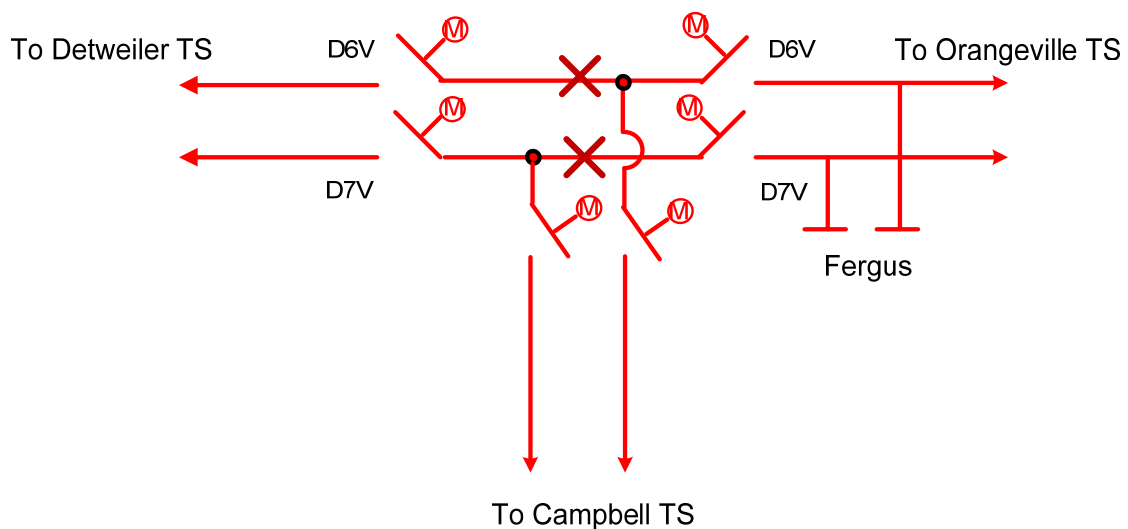 To Detweiler TS
D6V
M
M
D6V
To Orangeville TS
M
M
D7V
D7V
M
M
Fergus
To Campbell TS